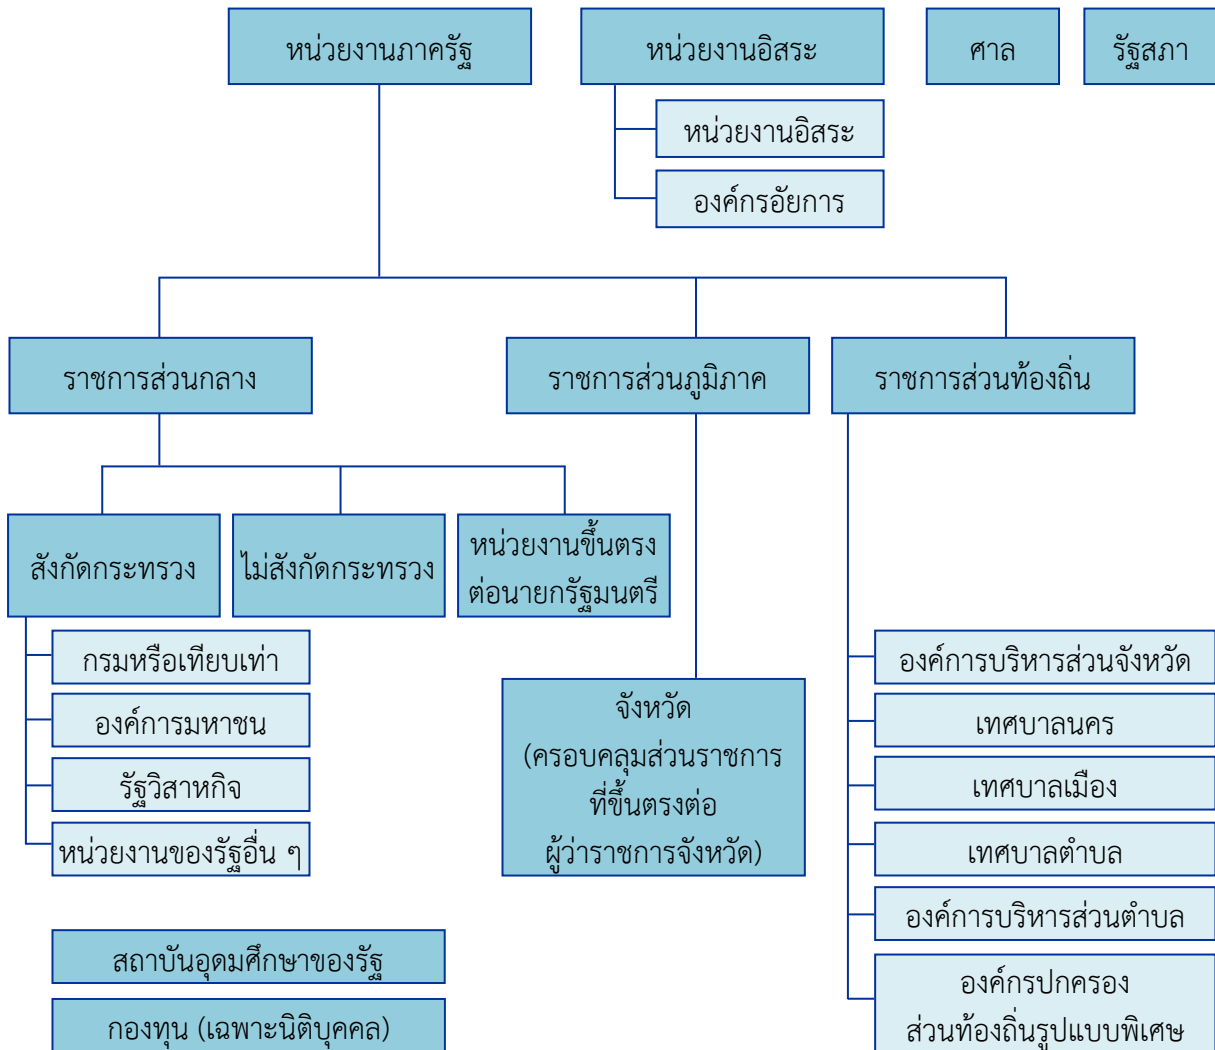 หน่วยงานภาครัฐ
หน่วยงานอิสระ
ศาล
รัฐสภา
หน่วยงานอิสระ
องค์กรอัยการ
ราชการส่วนกลาง
ราชการส่วนภูมิภาค
ราชการส่วนท้องถิ่น
สังกัดกระทรวง
ไม่สังกัดกระทรวง
หน่วยงานขึ้นตรง
ต่อนายกรัฐมนตรี
กรมหรือเทียบเท่า
องค์การมหาชน
รัฐวิสาหกิจ
หน่วยงานของรัฐอื่น ๆ
จังหวัด
(ครอบคลุมส่วนราชการ
ที่ขึ้นตรงต่อ
ผู้ว่าราชการจังหวัด)
องค์การบริหารส่วนจังหวัด
เทศบาลนคร
เทศบาลเมือง
เทศบาลตำบล
องค์การบริหารส่วนตำบล
องค์กรปกครอง
ส่วนท้องถิ่นรูปแบบพิเศษ
สถาบันอุดมศึกษาของรัฐ
กองทุน (เฉพาะนิติบุคคล)